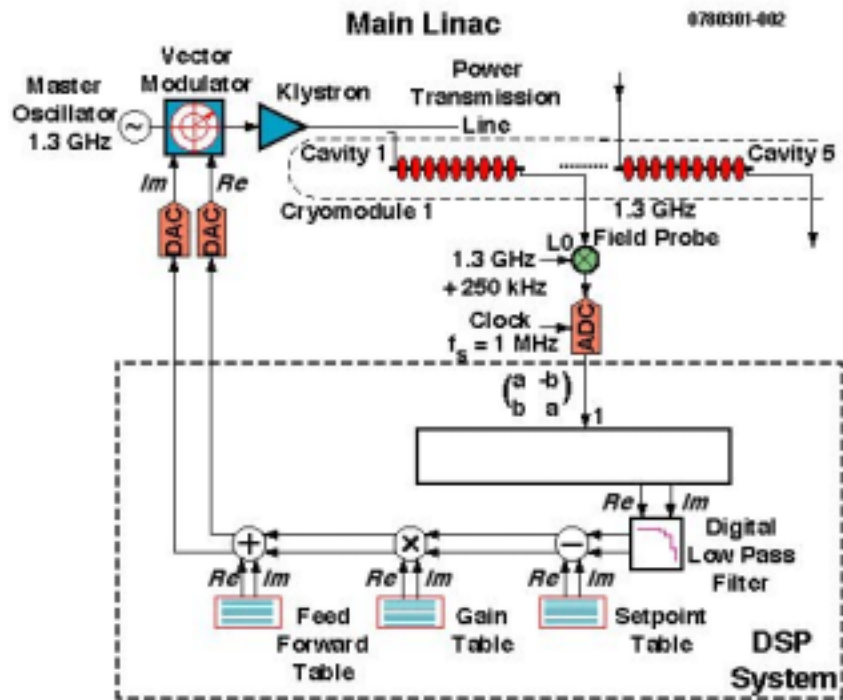 Main Linac
0780301-002
Vector
Modulator
Klystron
Power
Transmission
Line
Master
Oscillator
1.3 GHz
~
Cavity 1
Cavity 5
Im
Re
Cryomodule 1
DAC
DAC
1.3 GHz
Field Probe
LO
1.3 GHz
+ 250 kHz
Clock
fs = 1 MHz
ADC
(a -b
b a)
1
Re
Im
Digital
Low Pass
Filter
+
×
−
Re Im
Re Im
Re Im
Feed
Forward
Table
Gain
Table
Setpoint
Table
DSP
System